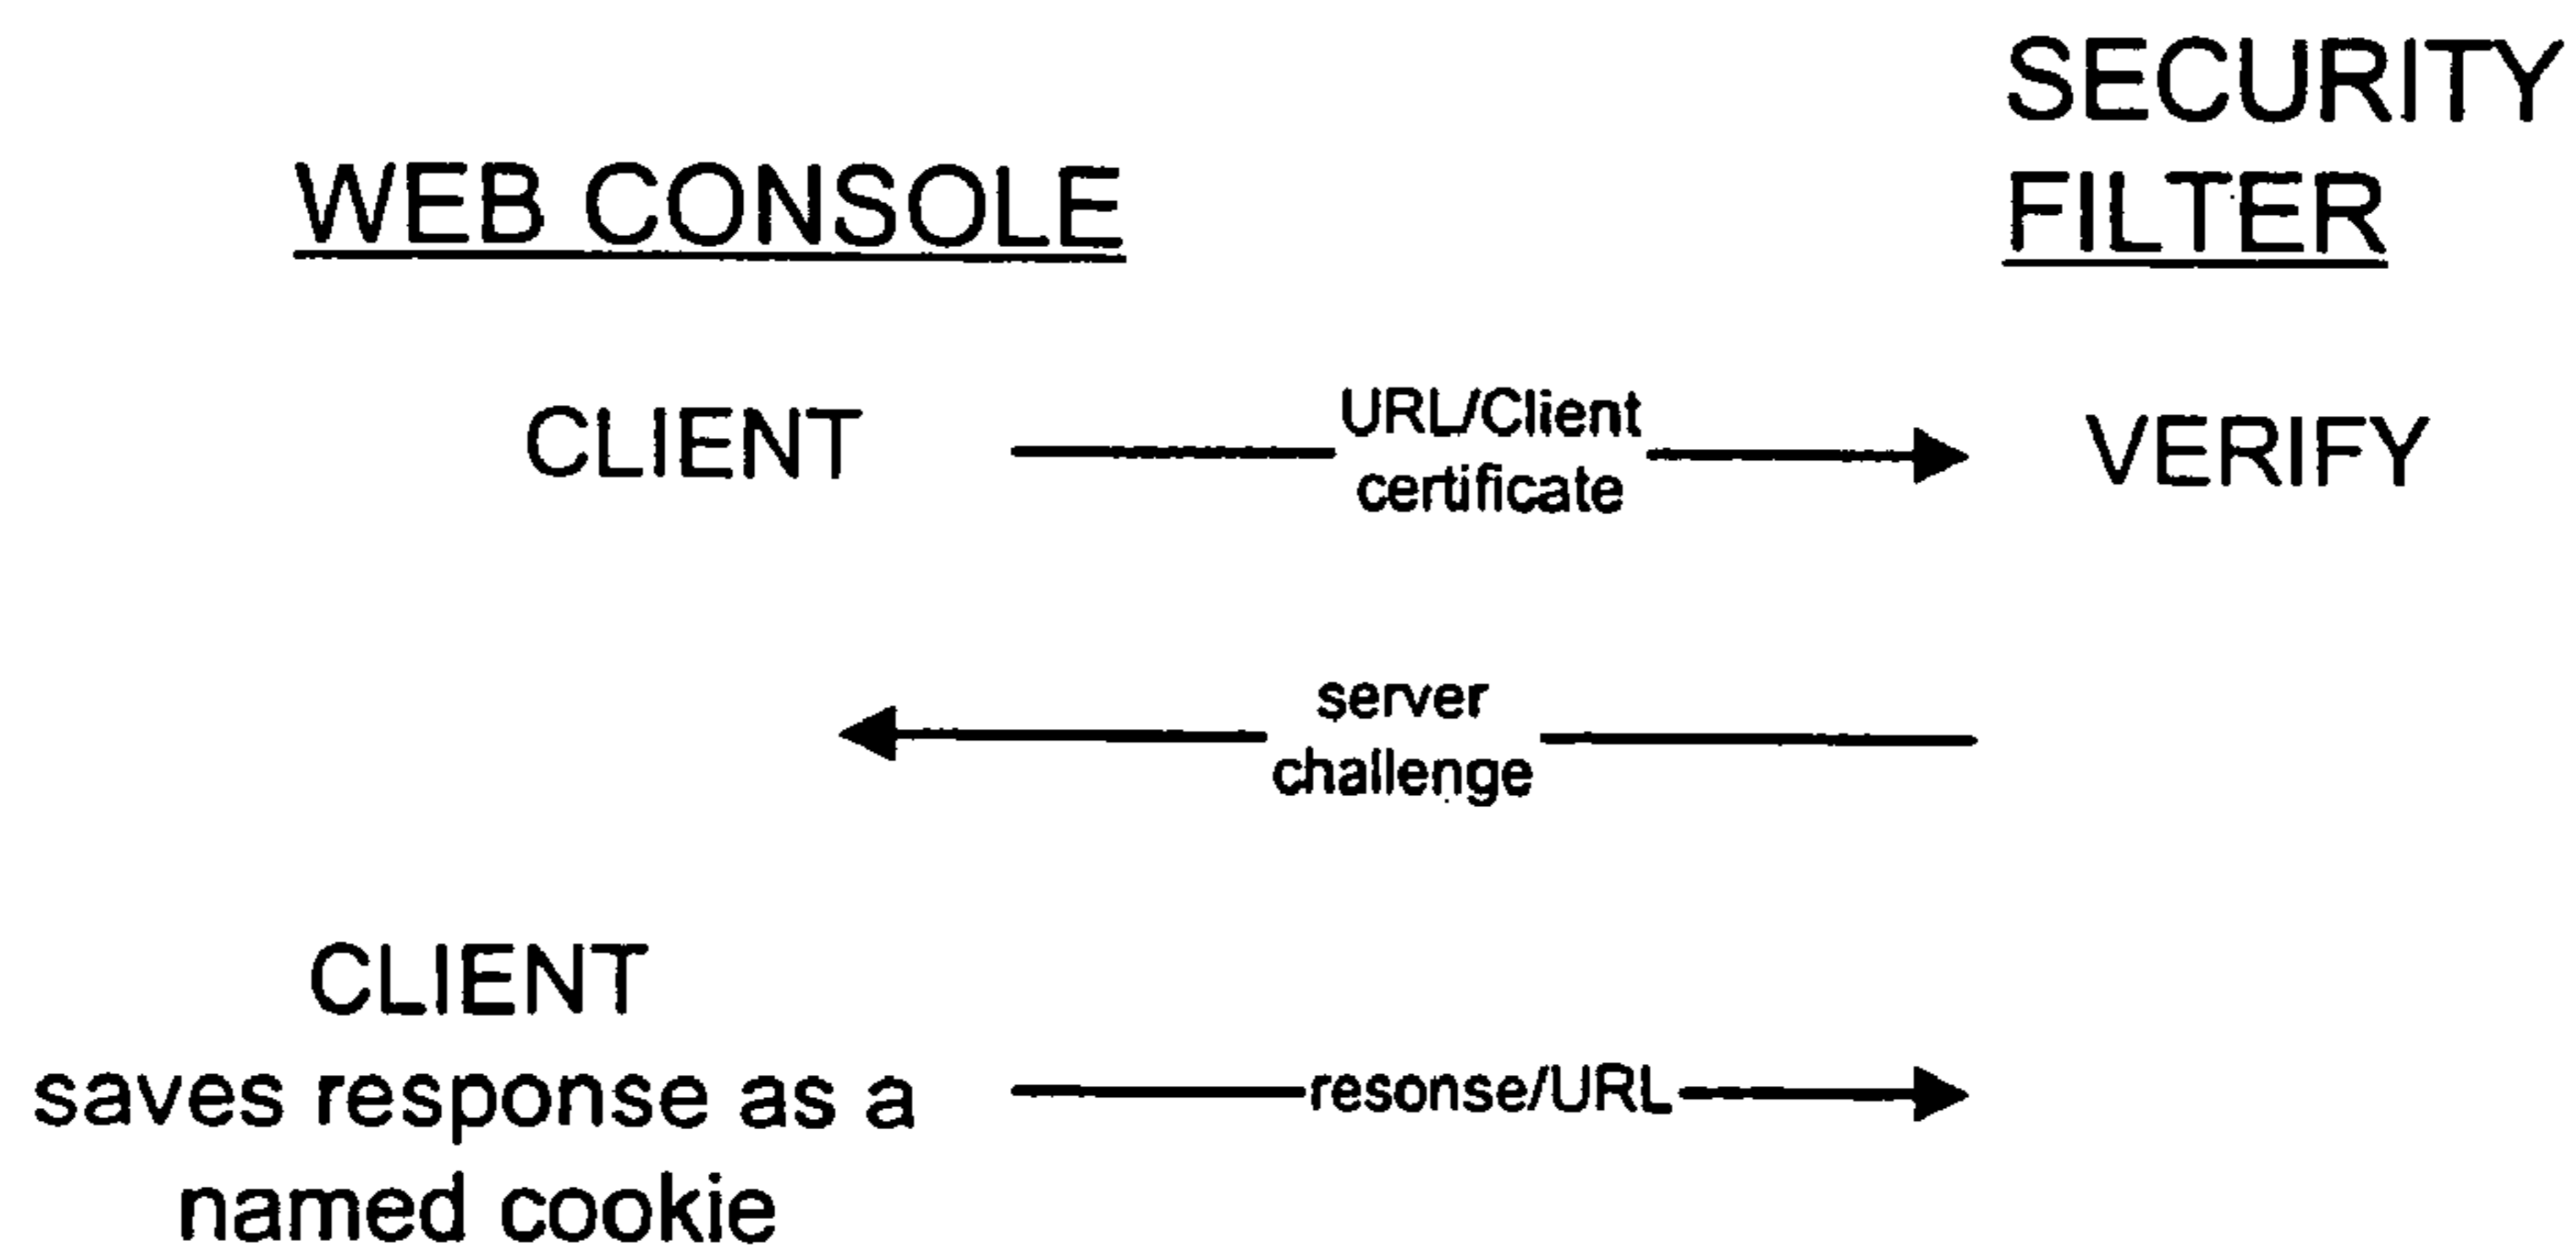 SECURITY
WEB CONSOLE FILTER
CLIENT URL/Client VERIFY
certificate
server
challenge
CLIENT
saves response as a resonse/URL
named cookie